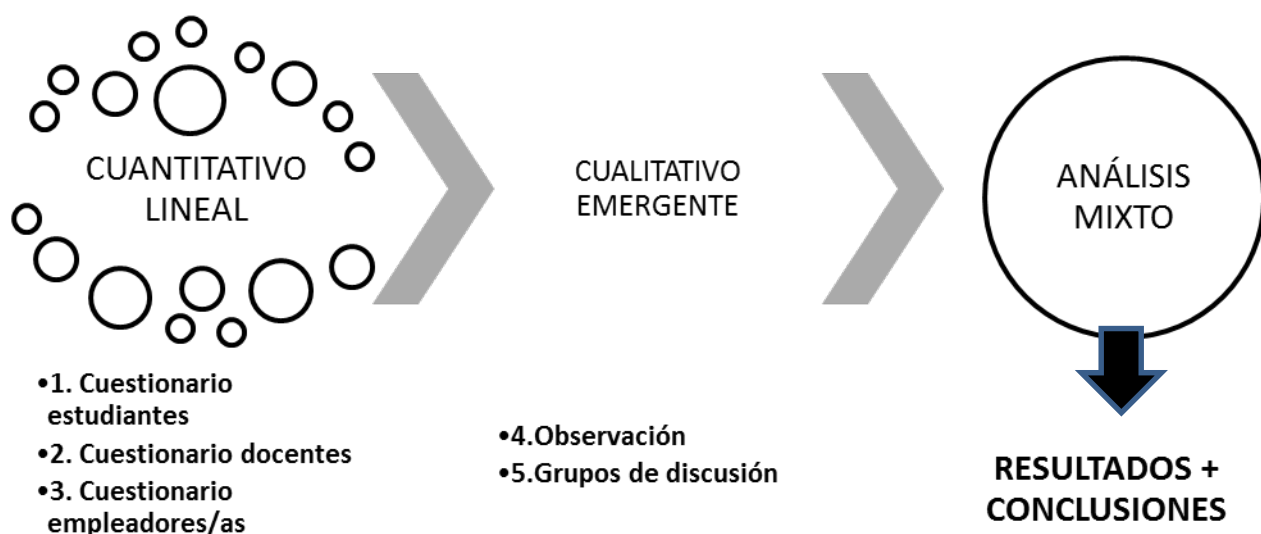 CUANTITATIVO
LINEAL
•1. Cuestionario
estudiantes
•2. Cuestionario docentes
•3. Cuestionario
empleadores/as
CUALITATIVO
EMERGENTE
•4.Observación
•5.Grupos de discusión
ANÁLISIS
MIXTO
RESULTADOS +
CONCLUSIONES